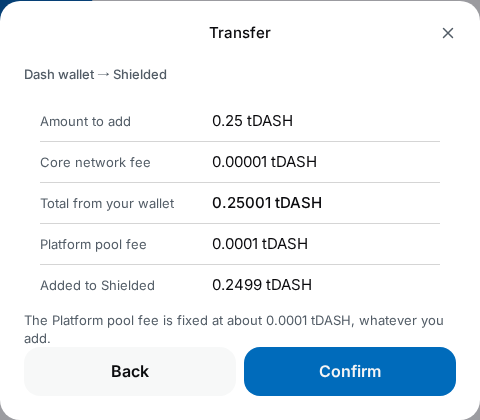 Transfer
Dash wallet → Shielded
Amount to add 0.25 tDASH
Core network fee 0.00001 tDASH
Total from your wallet 0.25001 tDASH
Platform pool fee 0.0001 tDASH
Added to Shielded 0.2499 tDASH
The Platform pool fee is fixed at about 0.0001 tDASH, whatever you
add.
Back Confirm